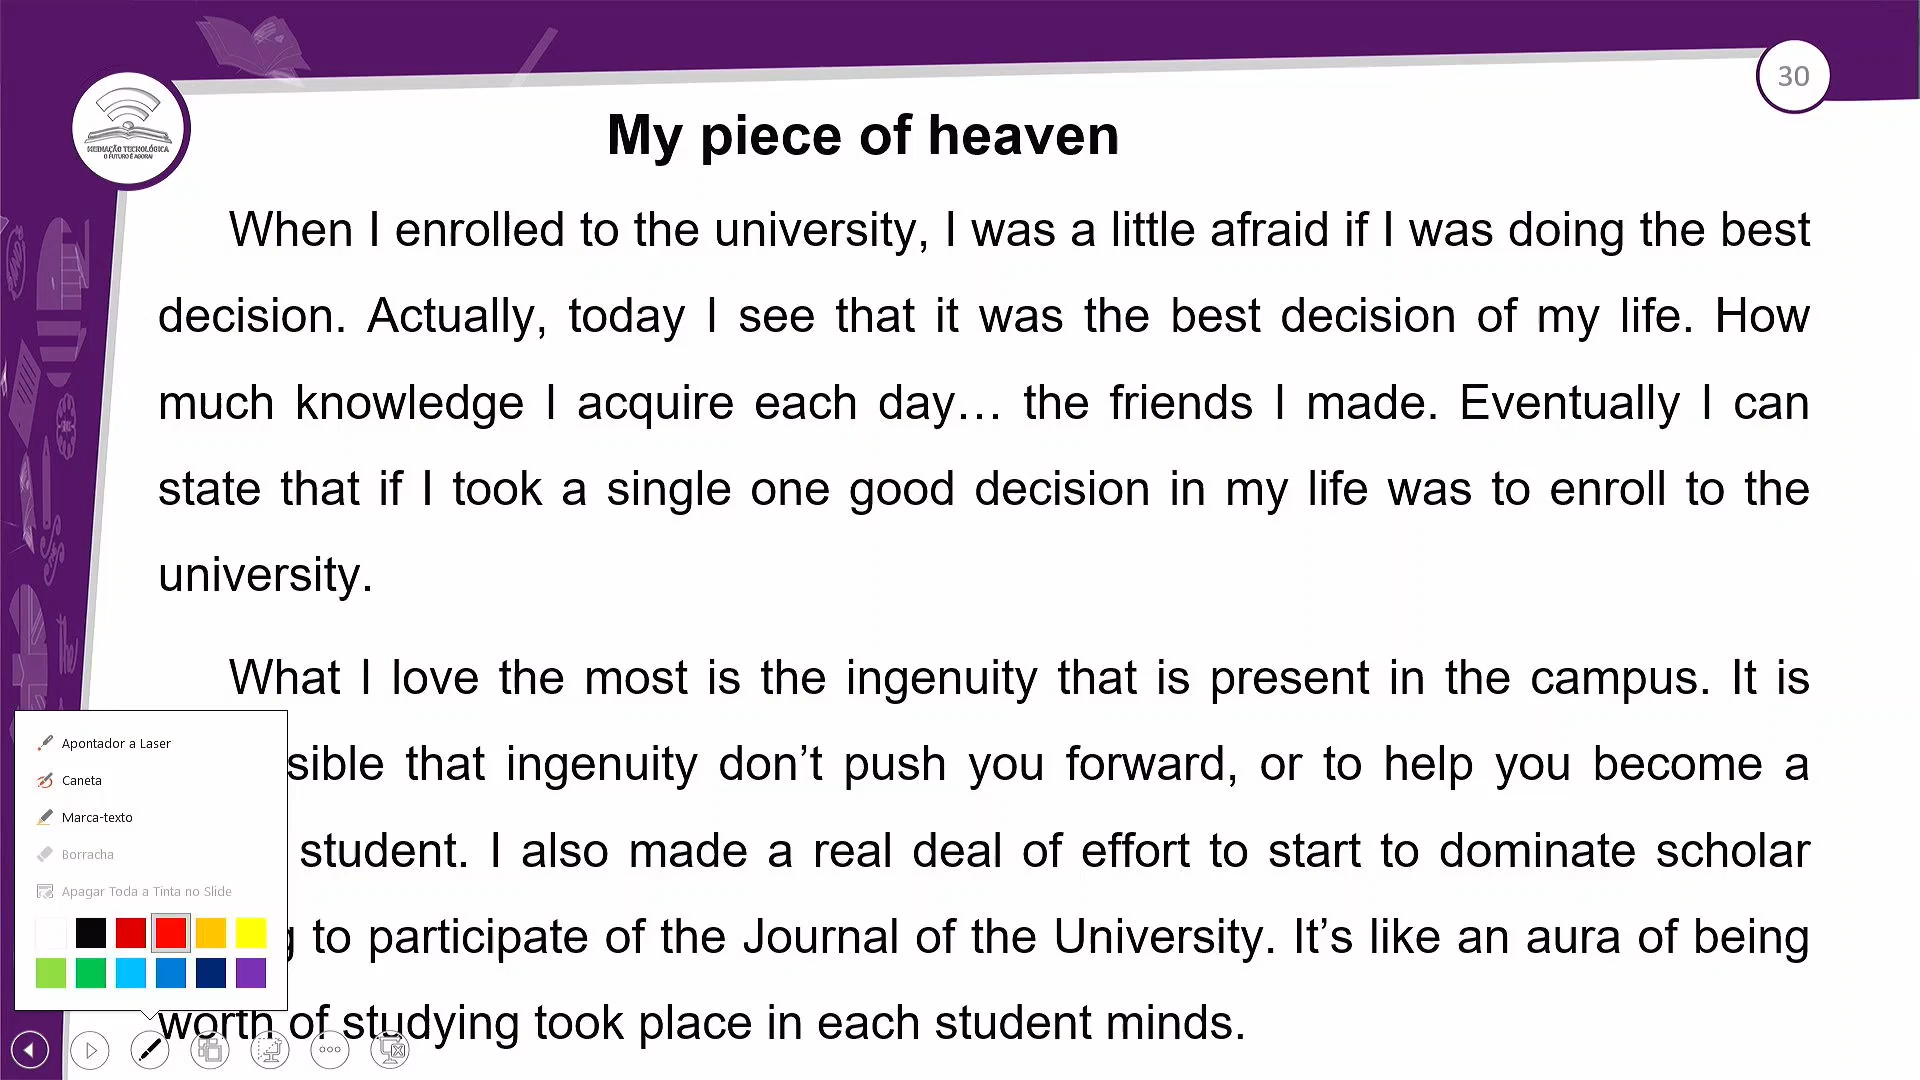 30
MEDIAÇÃO TECNOLÓGICA
O FUTURO É AGORA!
My piece of heaven
When I enrolled to the university, I was a little afraid if I was doing the best
decision. Actually, today I see that it was the best decision of my life. How
much knowledge I acquire each day… the friends I made. Eventually I can
state that if I took a single one good decision in my life was to enroll to the
university.
What I love the most is the ingenuity that is present in the campus. It is
sible that ingenuity don’t push you forward, or to help you become a
student. I also made a real deal of effort to start to dominate scholar
g to participate of the Journal of the University. It’s like an aura of being
worth of studying took place in each student minds.
Apontador a Laser
Caneta
Marca-texto
Borracha
Apagar Toda a Tinta no Slide